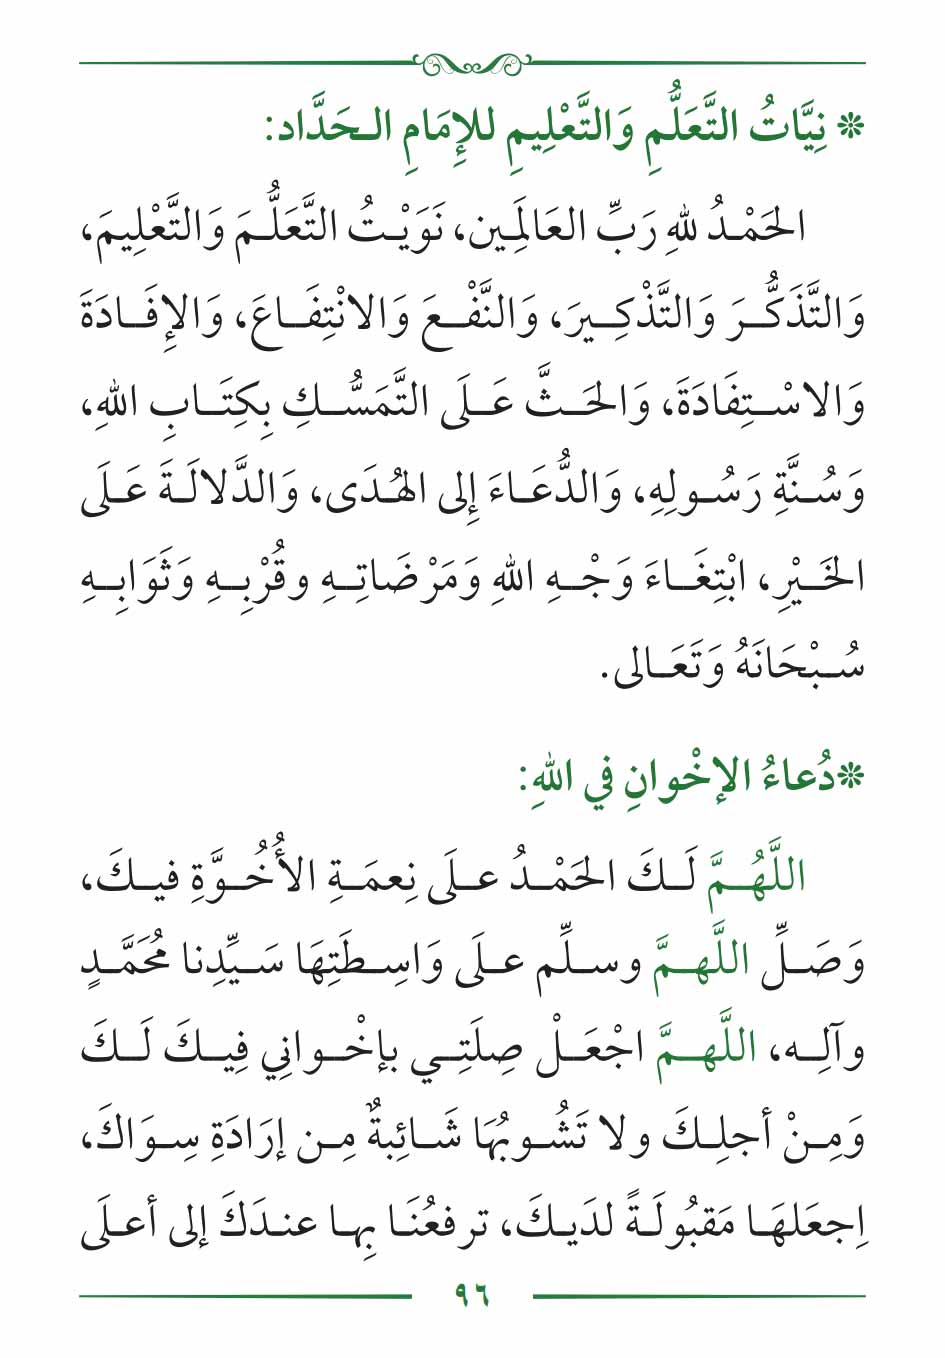 ❊ نِيَّاتُ التَّعَلُّمِ وَالتَّعْلِيمِ للإِمَامِ الـحَدَّاد:
الحَمْدُ للهِ رَبِّ العَالَمِين، نَوَيْتُ التَّعَلُّمَ وَالتَّعْلِيمَ،
وَالتَّذَكُّرَ وَالتَّذْكِيرَ، وَالنَّفْعَ وَالانْتِفَاعَ، وَالإِفَادَةَ
وَالاسْتِفَادَةَ، وَالحَثَّ عَلَى التَّمَسُّكِ بِكِتَابِ اللهِ،
وَسُنَّةِ رَسُولِهِ، وَالدُّعَاءَ إِلى الهُدَى، وَالدَّلالَةَ عَلَى
الخَيْرِ، ابْتِغَاءَ وَجْهِ اللهِ وَمَرْضَاتِهِ وقُرْبِهِ وَثَوَابِهِ
سُبْحَانَهُ وَتَعَالى.
❊دُعاءُ الإخْوانِ في اللهِ:
اللَّهُمَّ لَكَ الحَمْدُ علَى نِعمَةِ الأُخُوَّةِ فيكَ،
وَصَلِّ اللَّهمَّ وسلِّم علَى وَاسِطَتِهَا سَيِّدِنا مُحَمَّدٍ
وآلِه، اللَّهمَّ اجْعَلْ صِلَتِي بإخْوانِي فِيكَ لَكَ
وَمِنْ أجلِكَ ولا تَشُوبُهَا شَائِبةٌ مِن إرَادَةِ سِوَاكَ،
اِجعَلهَا مَقبُولَةً لدَيكَ، ترفعُنَا بِها عندَكَ إلى أعلَى
٩٦